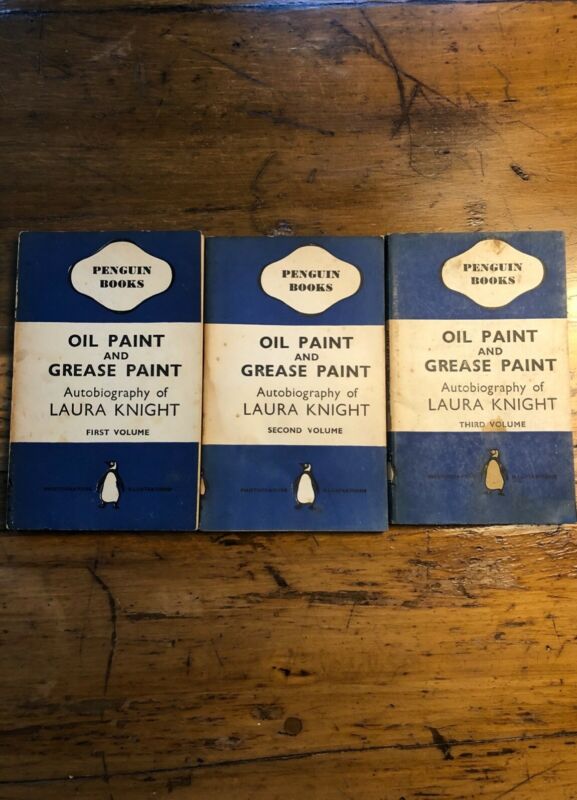 PENGUIN
BOOKS
OIL PAINT
AND
GREASE PAINT
Autobiography of
LAURA KNIGHT
FIRST VOLUME
PENGUIN
BOOKS
OIL PAINT
AND
GREASE PAINT
Autobiography of
LAURA KNIGHT
SECOND VOLUME
PENGUIN
BOOKS
OIL PAINT
AND
GREASE PAINT
Autobiography of
LAURA KNIGHT
THIRD VOLUME